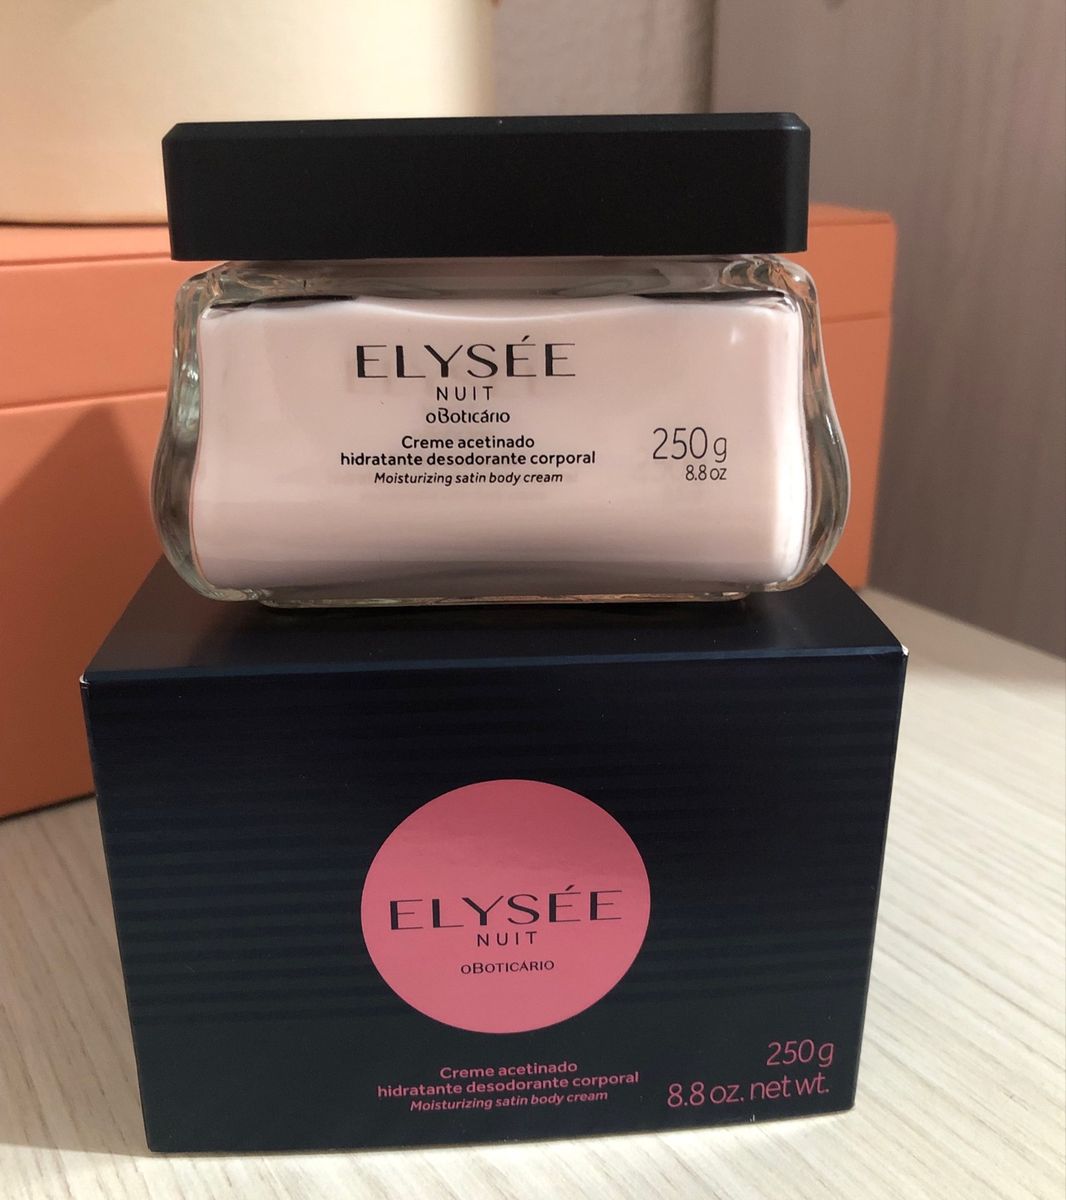 ELYSÉE
NUIT
oBoticário
Creme acetinado
hidratante desodorante corporal
Moisturizing satin body cream
250g
8.8 oz
ELYSÉE
NUIT
oBOTICÁRIO
Creme acetinado
hidratante desodorante corporal
Moisturizing satin body cream
250g
8.8 oz. net wt.